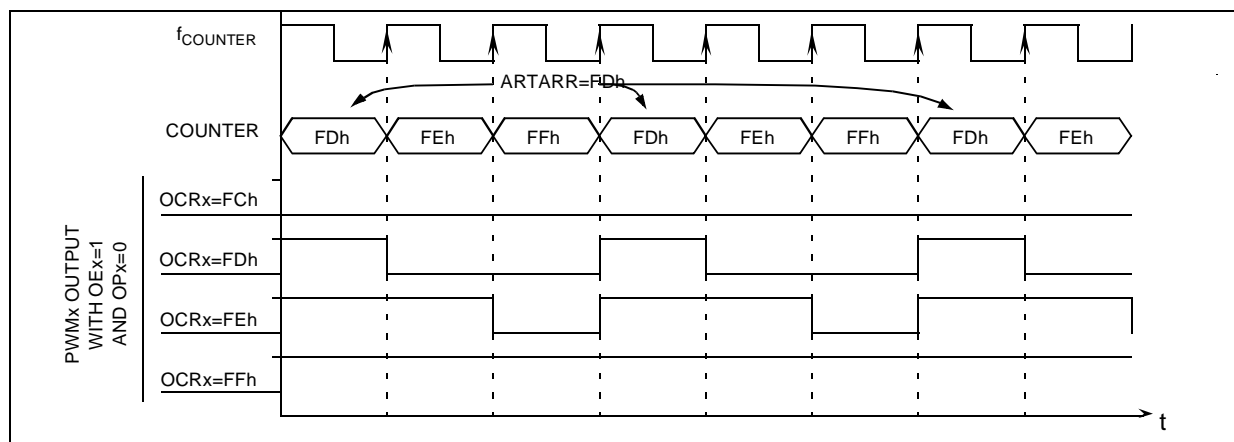 fCOUNTER
ARTARR=FDh
COUNTER
FDh FEh FFh FDh FEh FFh FDh FEh
PWMx OUTPUT
WITH OEx=1
AND OPx=0
OCRx=FCh
OCRx=FDh
OCRx=FEh
OCRx=FFh
t